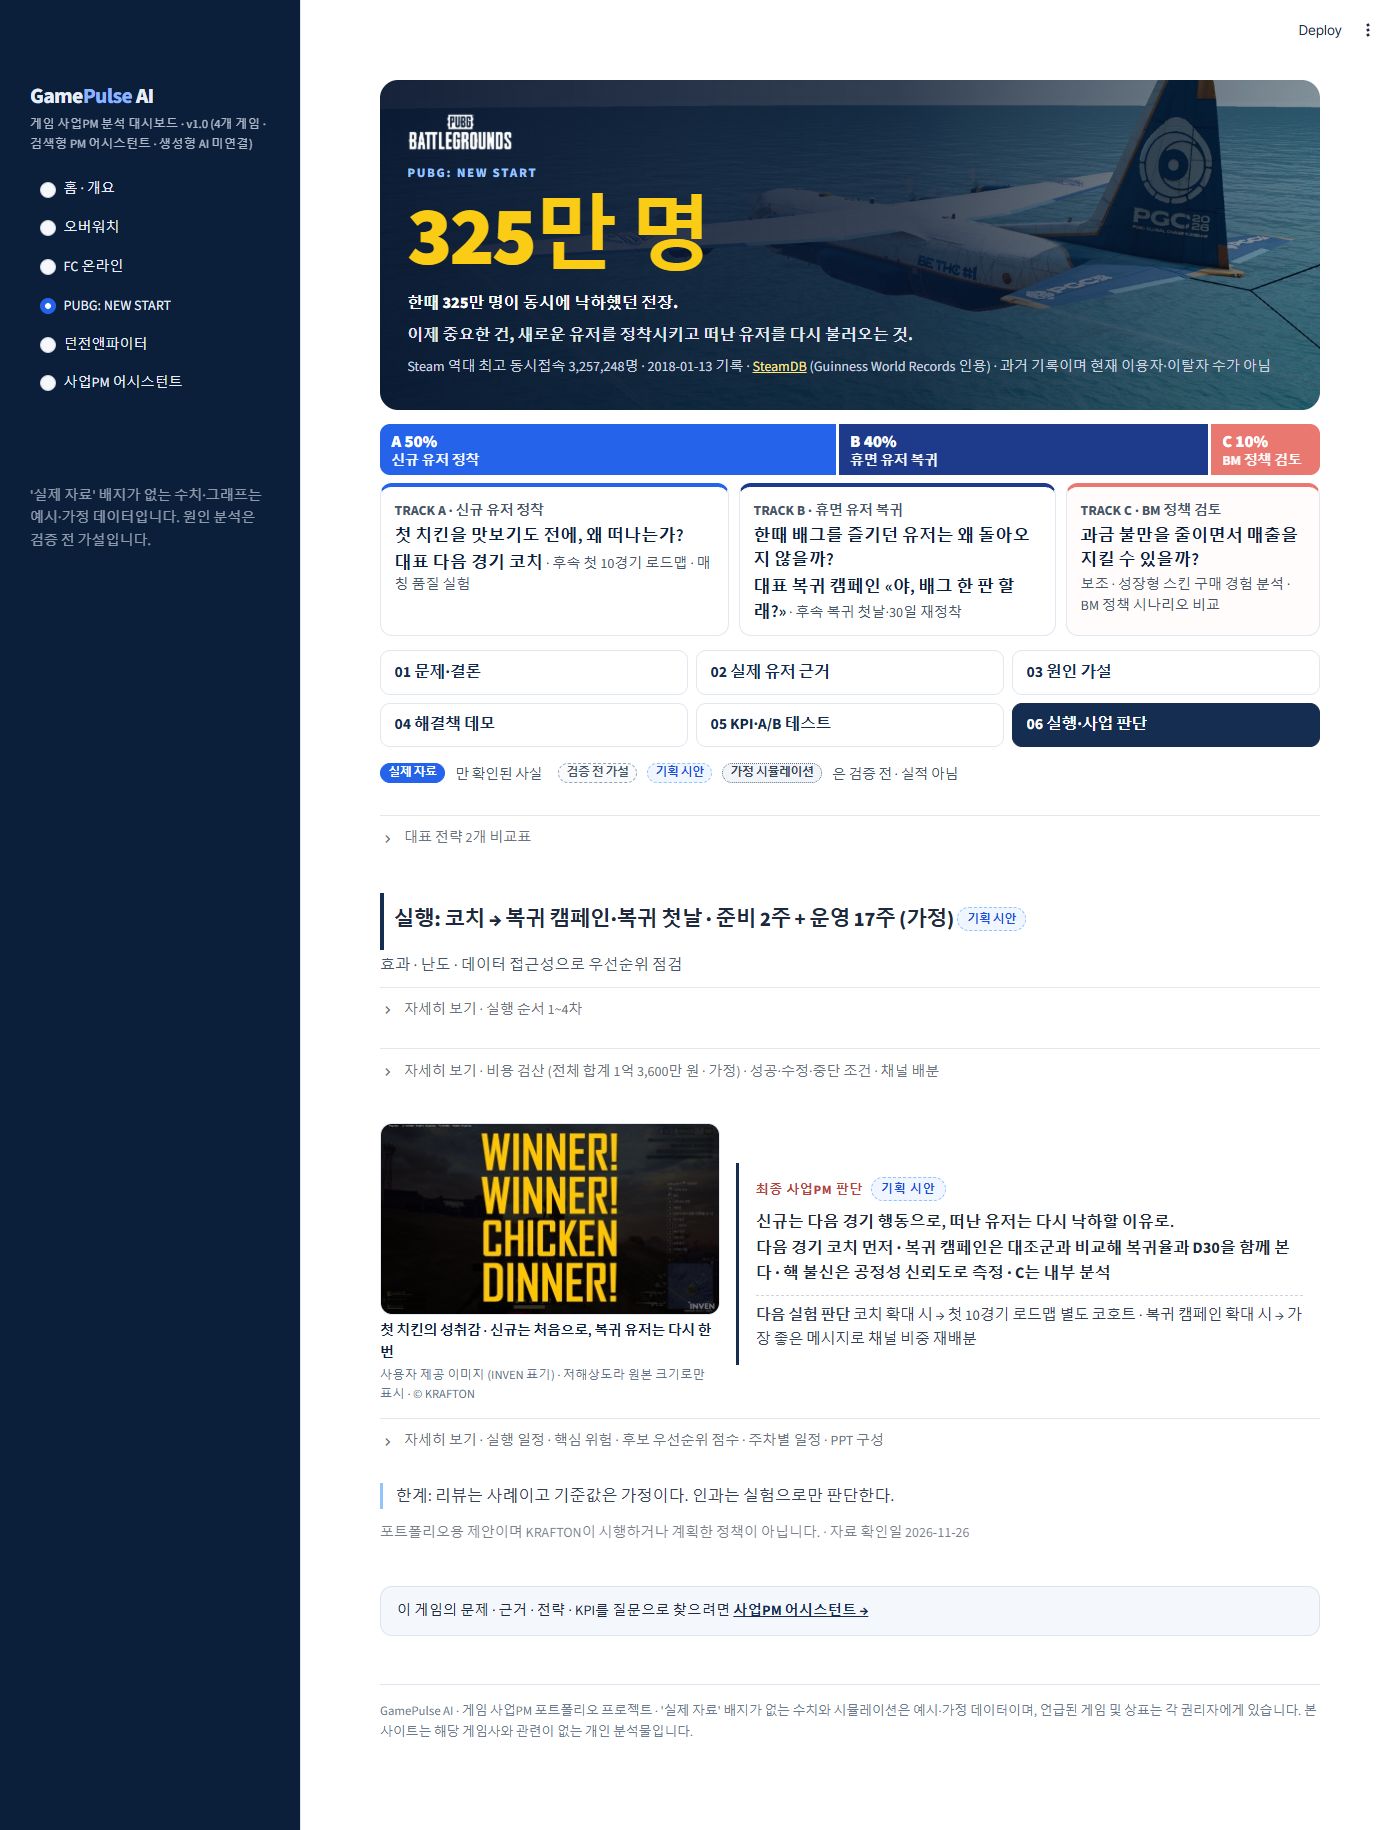 Deploy
GamePulse AI
게임 사업PM 분석 대시보드 · v1.0 (4개 게임 ·
검색형 PM 어시스턴트 · 생성형 AI 미연결)
홈 · 개요
오버워치
FC 온라인
PUBG: NEW START
던전앤파이터
사업PM 어시스턴트
'실제 자료' 배지가 없는 수치·그래프는
예시·가정 데이터입니다. 원인 분석은
검증 전 가설입니다.
PUBG
BATTLEGROUNDS
PUBG: NEW START
325만 명
한때 325만 명이 동시에 낙하했던 전장.
이제 중요한 건, 새로운 유저를 정착시키고 떠난 유저를 다시 불러오는 것.
Steam 역대 최고 동시접속 3,257,248명 · 2018-01-13 기록 · SteamDB (Guinness World Records 인용) · 과거 기록이며 현재 이용자·이탈자 수가 아님
PGC 2026
BE THE #1
A 50%
신규 유저 정착
B 40%
휴면 유저 복귀
C 10%
BM 정책 검토
TRACK A · 신규 유저 정착
첫 치킨을 맛보기도 전에, 왜 떠나는가?
대표 다음 경기 코치 · 후속 첫 10경기 로드맵 · 매
칭 품질 실험
TRACK B · 휴면 유저 복귀
한때 배그를 즐기던 유저는 왜 돌아오
지 않을까?
대표 복귀 캠페인 «야, 배그 한 판 할
래?» · 후속 복귀 첫날·30일 재정착
TRACK C · BM 정책 검토
과금 불만을 줄이면서 매출을
지킬 수 있을까?
보조 · 성장형 스킨 구매 경험 분석 ·
BM 정책 시나리오 비교
01 문제·결론
02 실제 유저 근거
03 원인 가설
04 해결책 데모
05 KPI·A/B 테스트
06 실행·사업 판단
실제 자료 만 확인된 사실 검증 전 가설 기획 시안 가정 시뮬레이션 은 검증 전 · 실적 아님
대표 전략 2개 비교표
실행: 코치 → 복귀 캠페인·복귀 첫날 · 준비 2주 + 운영 17주 (가정) 기획 시안
효과 · 난도 · 데이터 접근성으로 우선순위 점검
자세히 보기 · 실행 순서 1~4차
자세히 보기 · 비용 검산 (전체 합계 1억 3,600만 원 · 가정) · 성공·수정·중단 조건 · 채널 배분
WINNER!
WINNER!
CHICKEN
DINNER!
INVEN
첫 치킨의 성취감 · 신규는 처음으로, 복귀 유저는 다시 한
번
사용자 제공 이미지 (INVEN 표기) · 저해상도라 원본 크기로만
표시 · © KRAFTON
최종 사업PM 판단 기획 시안
신규는 다음 경기 행동으로, 떠난 유저는 다시 낙하할 이유로.
다음 경기 코치 먼저 · 복귀 캠페인은 대조군과 비교해 복귀율과 D30을 함께 본
다 · 핵 불신은 공정성 신뢰도로 측정 · C는 내부 분석
다음 실험 판단 코치 확대 시 → 첫 10경기 로드맵 별도 코호트 · 복귀 캠페인 확대 시 → 가
장 좋은 메시지로 채널 비중 재배분
자세히 보기 · 실행 일정 · 핵심 위험 · 후보 우선순위 점수 · 주차별 일정 · PPT 구성
한계: 리뷰는 사례이고 기준값은 가정이다. 인과는 실험으로만 판단한다.
포트폴리오용 제안이며 KRAFTON이 시행하거나 계획한 정책이 아닙니다. · 자료 확인일 2026-11-26
이 게임의 문제 · 근거 · 전략 · KPI를 질문으로 찾으려면 사업PM 어시스턴트 →
GamePulse AI · 게임 사업PM 포트폴리오 프로젝트 · '실제 자료' 배지가 없는 수치와 시뮬레이션은 예시·가정 데이터이며, 언급된 게임 및 상표는 각 권리자에게 있습니다. 본
사이트는 해당 게임사와 관련이 없는 개인 분석물입니다.